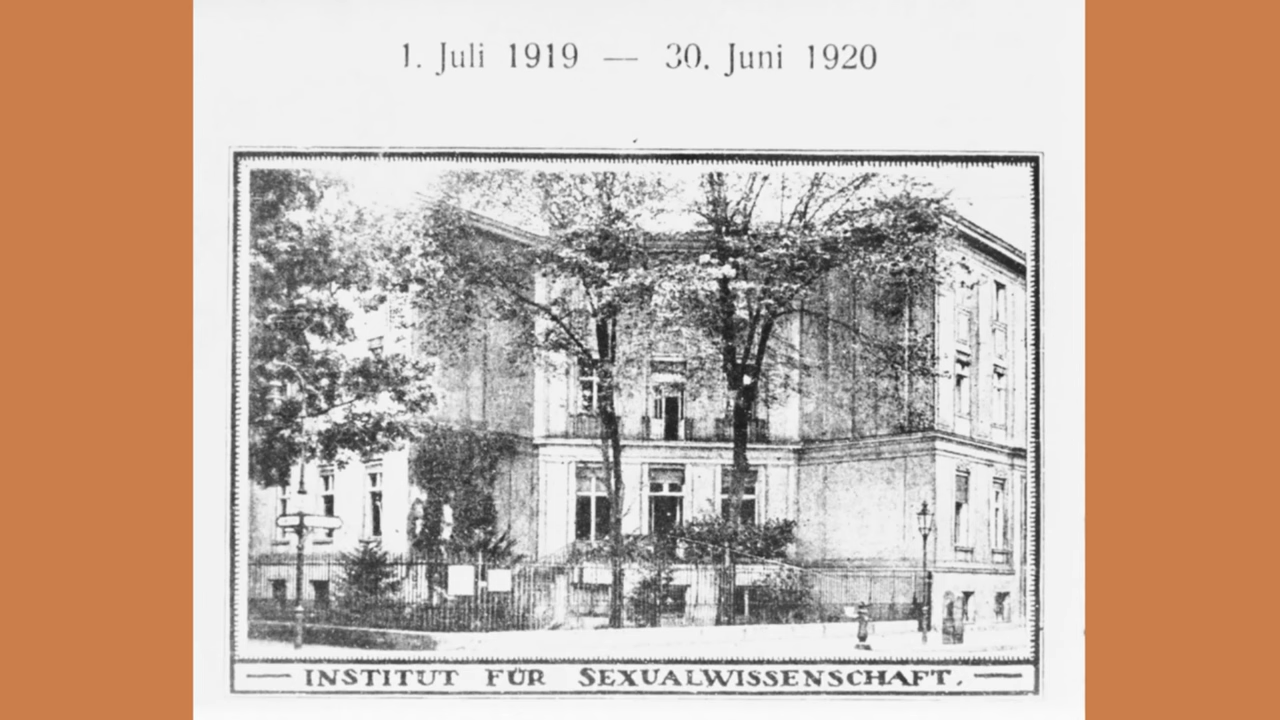 1. Juli 1919 — 30. Juni 1920
— INSTITUT FÜR SEXUALWISSENSCHAFT. —